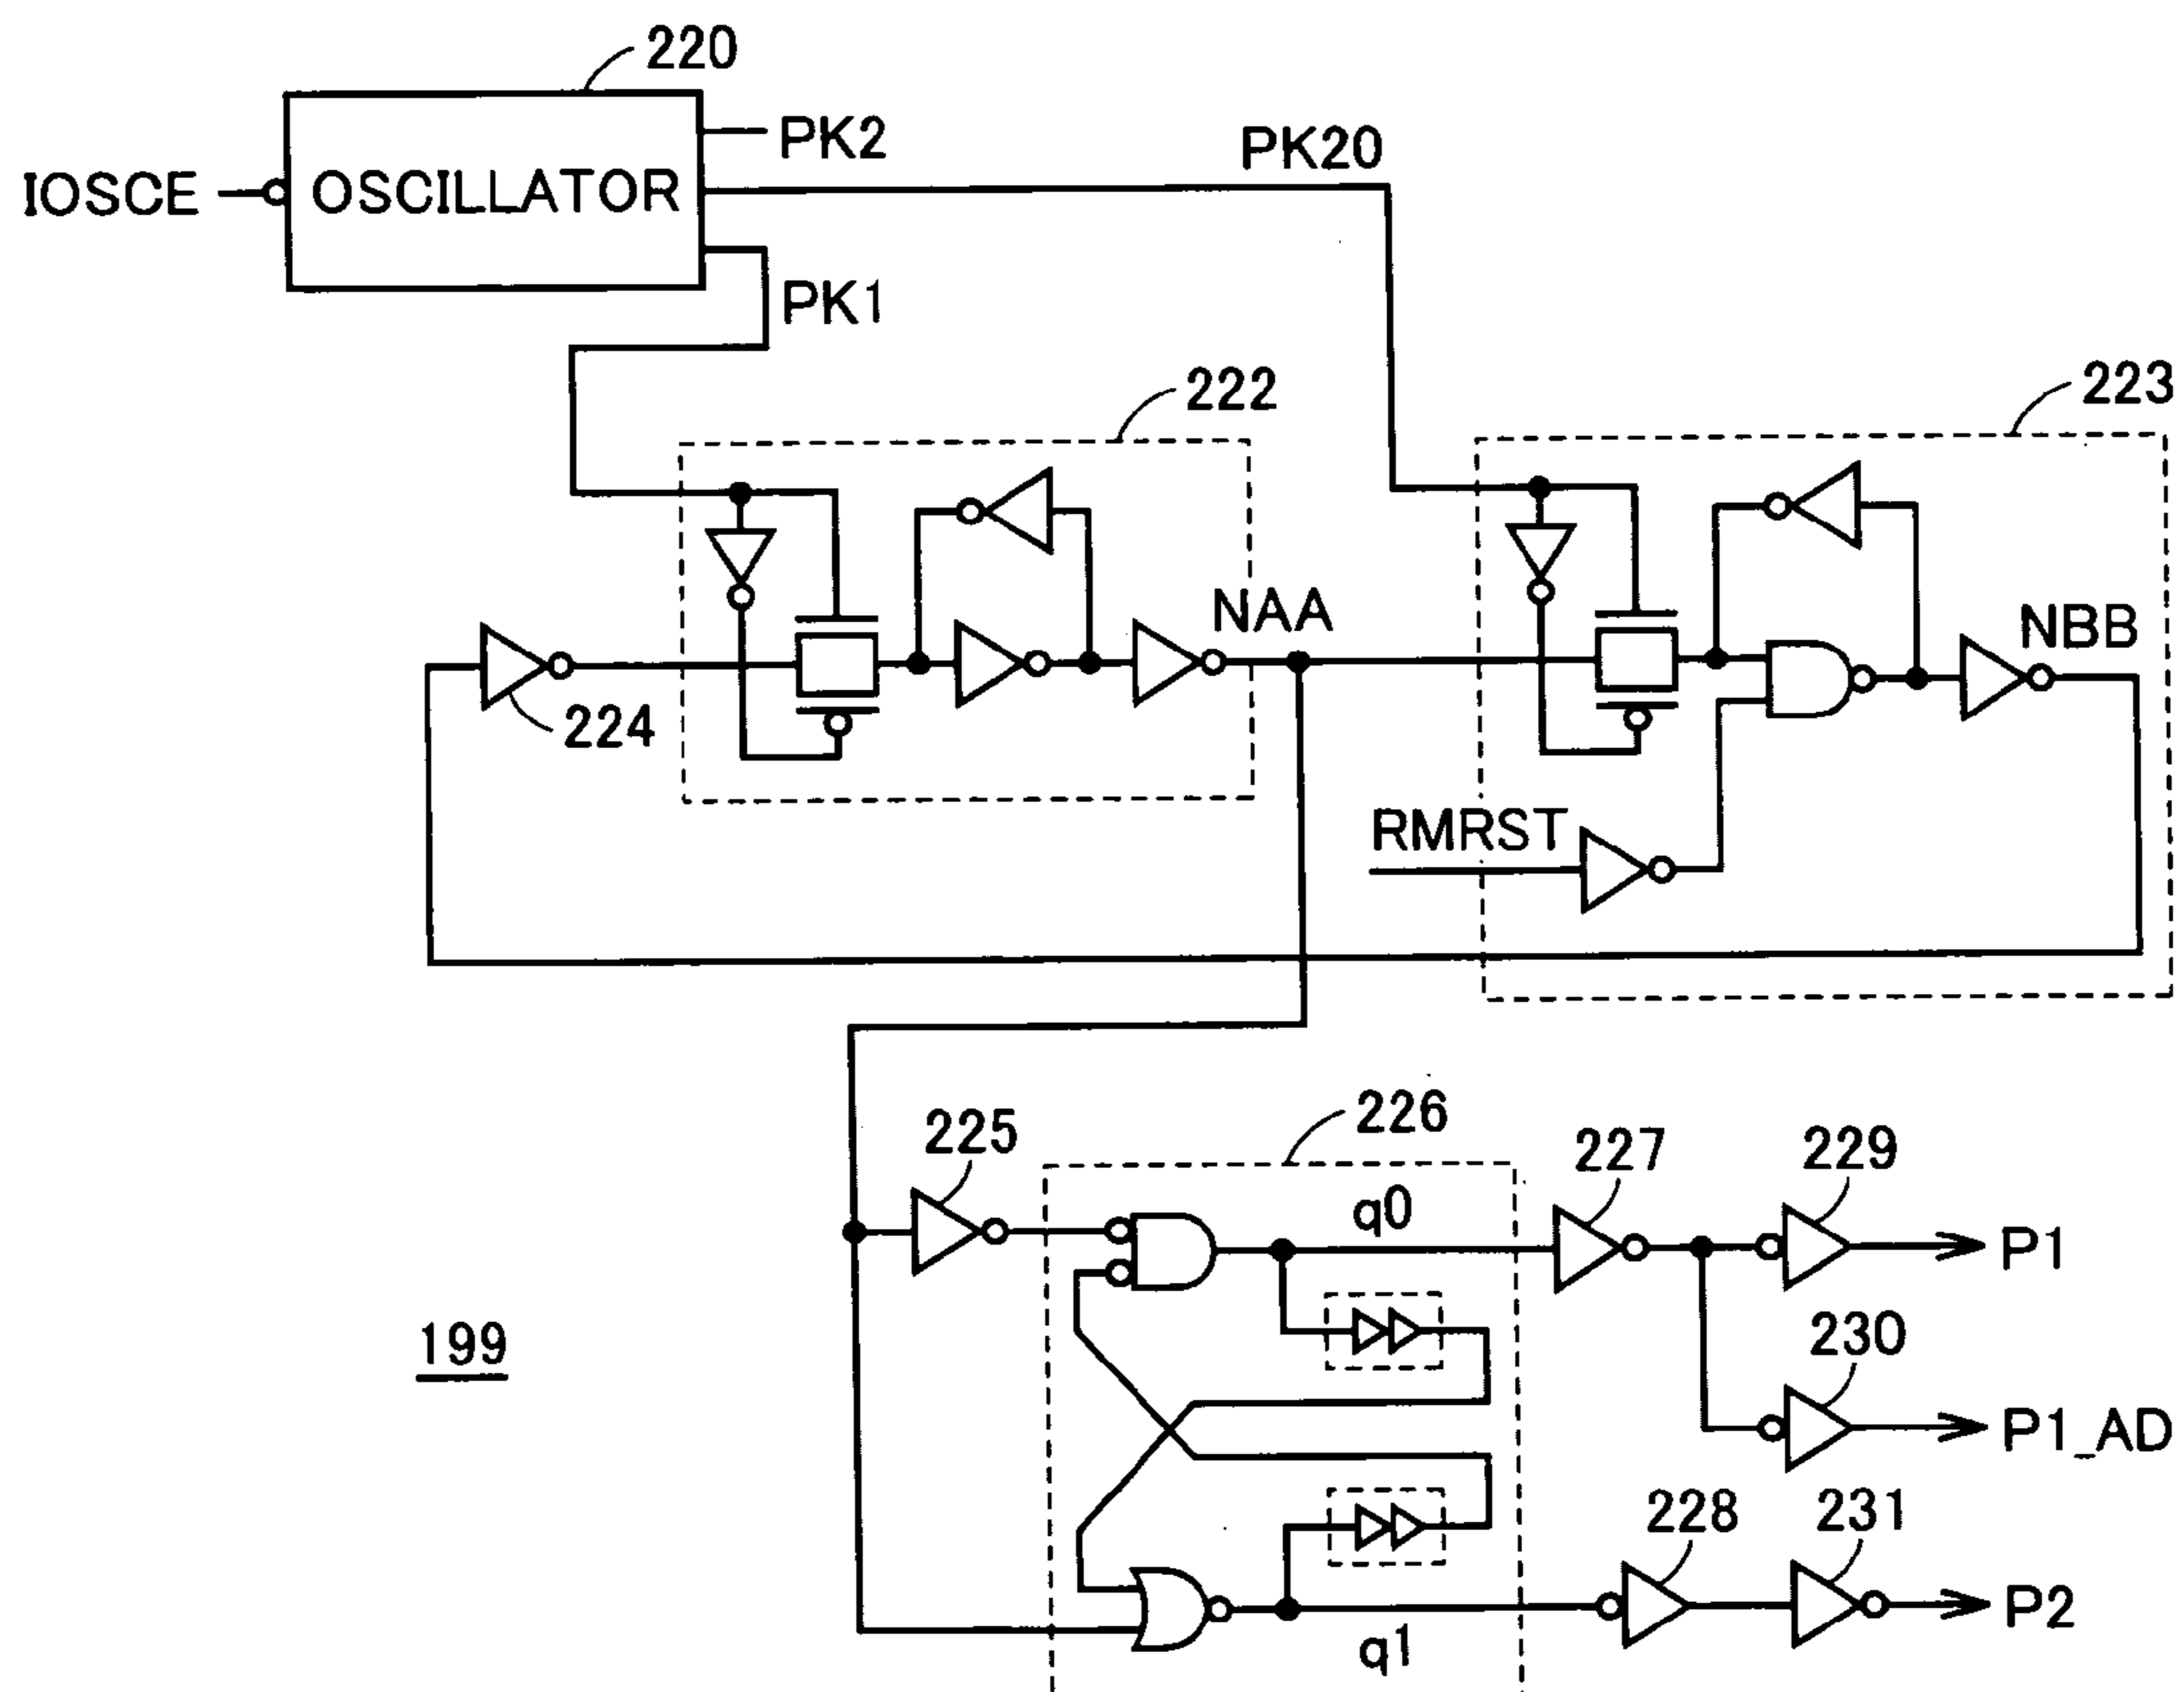 220
PK2
PK20
IOSCE
OSCILLATOR
PK1
222
223
NAA
NBB
224
RMRST
225
226
227
229
q0
P1
199
230
P1_AD
228
231
P2
q1